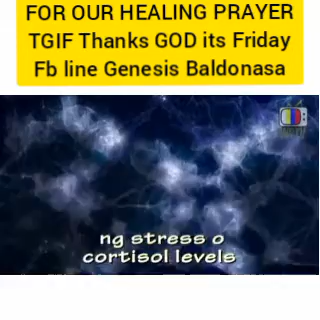 FOR OUR HEALING PRAYER
TGIF Thanks GOD its Friday
Fb line Genesis Baldonasa
ng stress o
cortisol levels